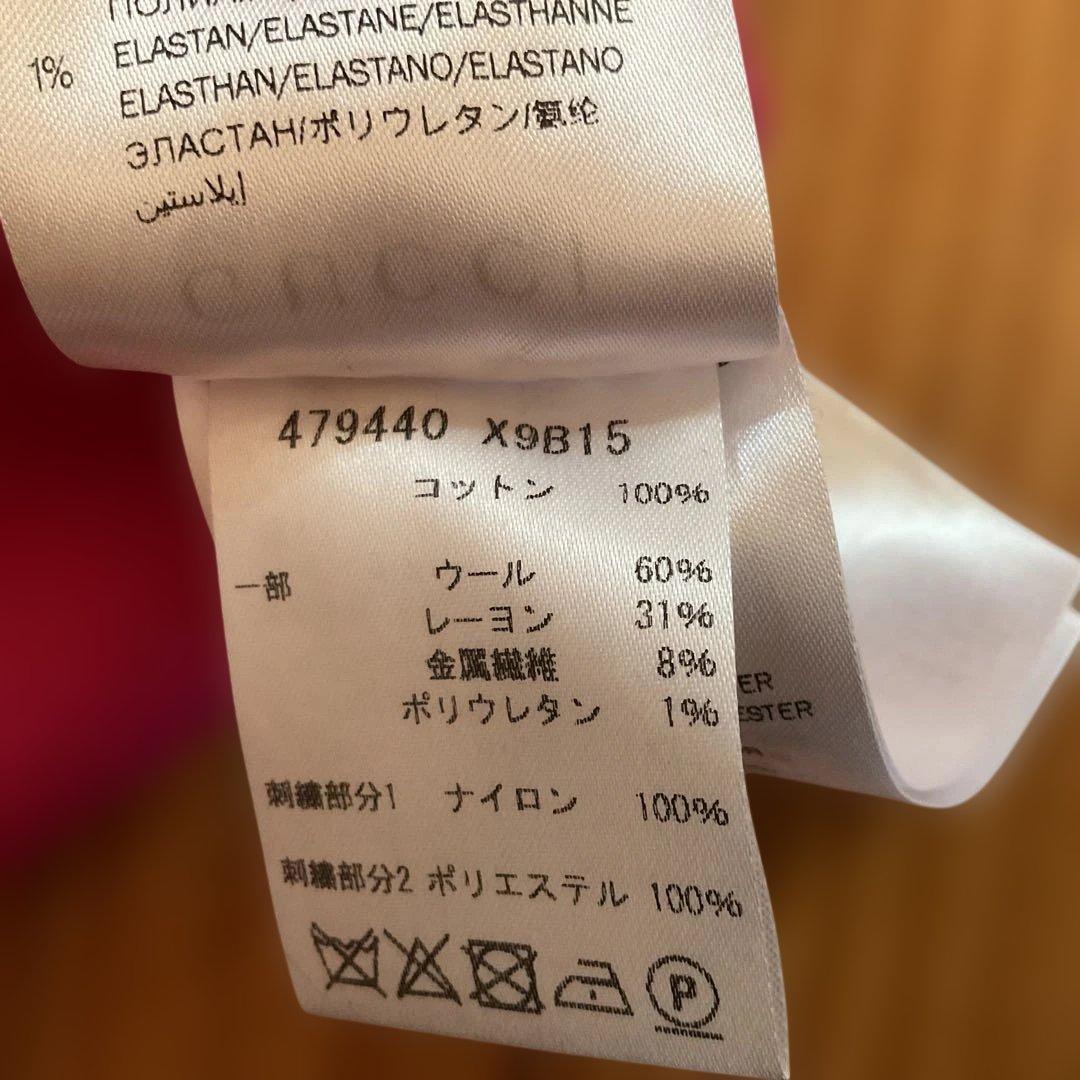 ELASTAN/ELASTANE/ELASTHANNE
1% ELASTHAN/ELASTANO/ELASTANO
ЭЛАСТАН/ポリウレタン/氨纶
إيلاستين
479440 X9B15
コットン 100%
一部 ウール 60%
レーヨン 31%
金属繊維 8%
ポリウレタン 1%
ER
ESTER
刺繍部分1 ナイロン 100%
刺繍部分2 ポリエステル 100%
P